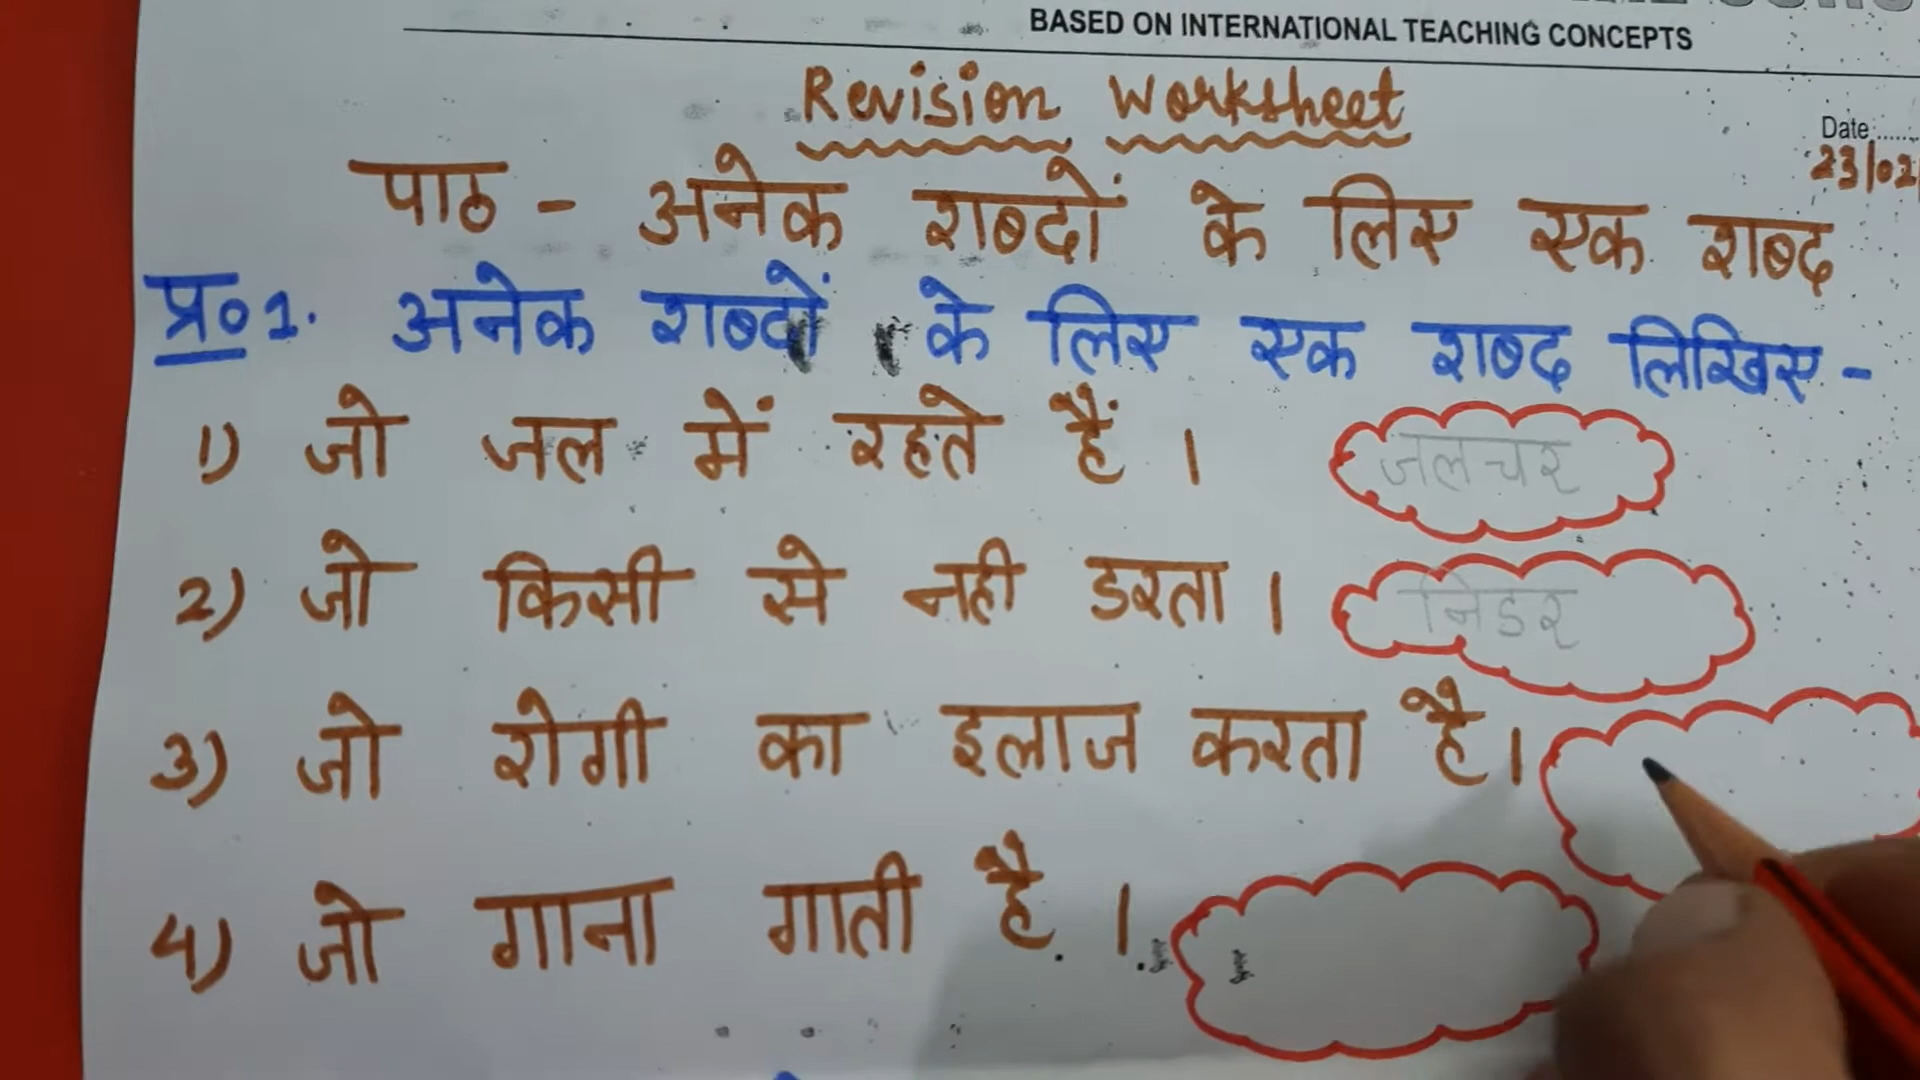 BASED ON INTERNATIONAL TEACHING CONCEPTS
Revision Worksheet
Date.......
23/02/
पाठ - अनेक शब्दों के लिए एक शब्द
प्र०1. अनेक शब्दों के लिए एक शब्द लिखिए -
1) जो जल में रहते हैं । जलचर
2) जो किसी से नही डरता । निडर
3) जो रोगी का इलाज करता है ।
4) जो गाना गाती है ।